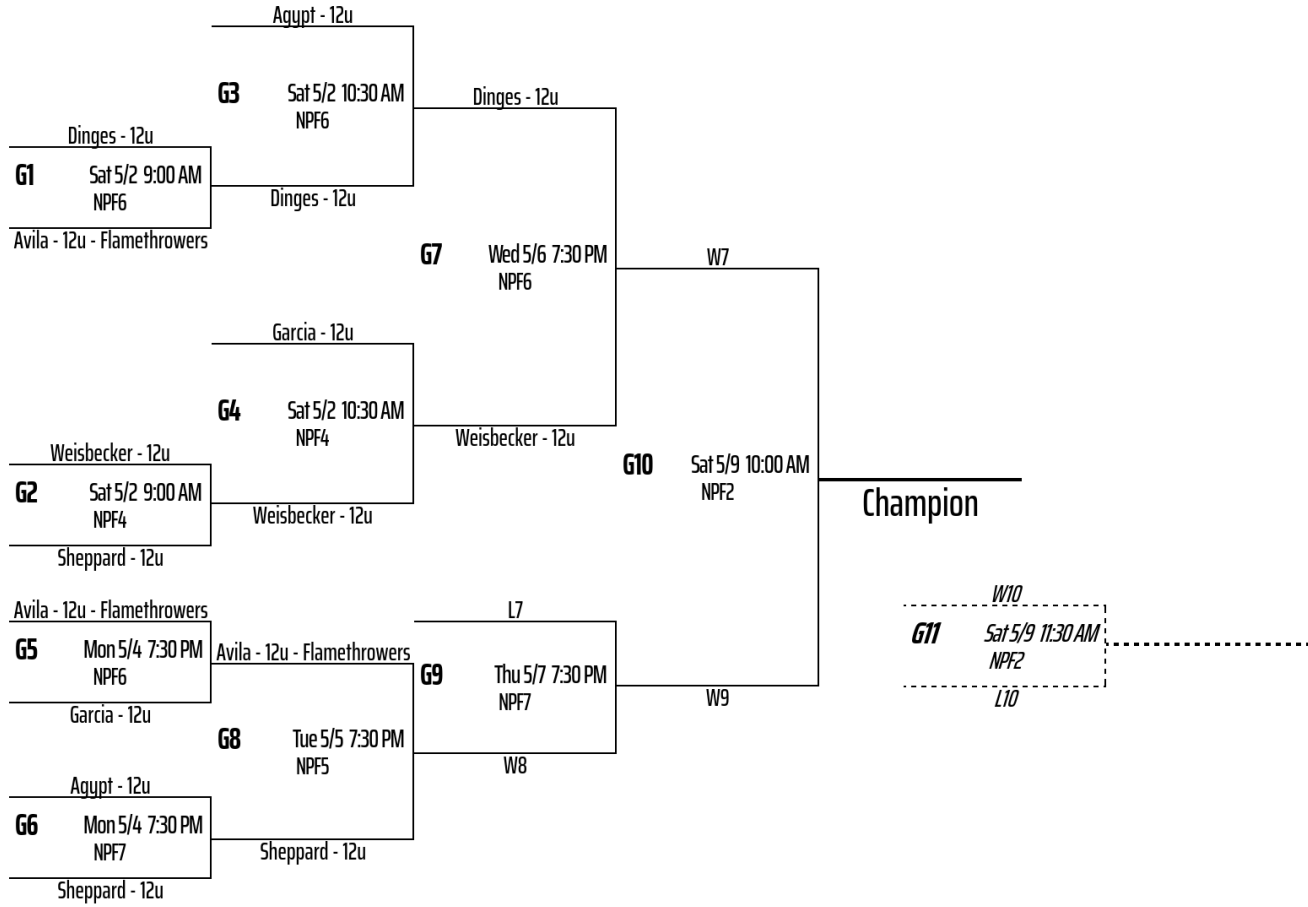 Agypt - 12u
G3 Sat 5/2 10:30 AM
NPF6
Dinges - 12u
Dinges - 12u
G1 Sat 5/2 9:00 AM
NPF6
Dinges - 12u
Avila - 12u - Flamethrowers
G7 Wed 5/6 7:30 PM
NPF6
W7
Garcia - 12u
G4 Sat 5/2 10:30 AM
NPF4
Weisbecker - 12u
Weisbecker - 12u
G2 Sat 5/2 9:00 AM
NPF4
Weisbecker - 12u
Sheppard - 12u
G10 Sat 5/9 10:00 AM
NPF2
Champion
Avila - 12u - Flamethrowers
G5 Mon 5/4 7:30 PM
NPF6
Garcia - 12u
Avila - 12u - Flamethrowers
G8 Tue 5/5 7:30 PM
NPF5
Sheppard - 12u
Agypt - 12u
G6 Mon 5/4 7:30 PM
NPF7
Sheppard - 12u
L7
G9 Thu 5/7 7:30 PM
NPF7
W8
W9
W10
G11 Sat 5/9 11:30 AM
NPF2
L10